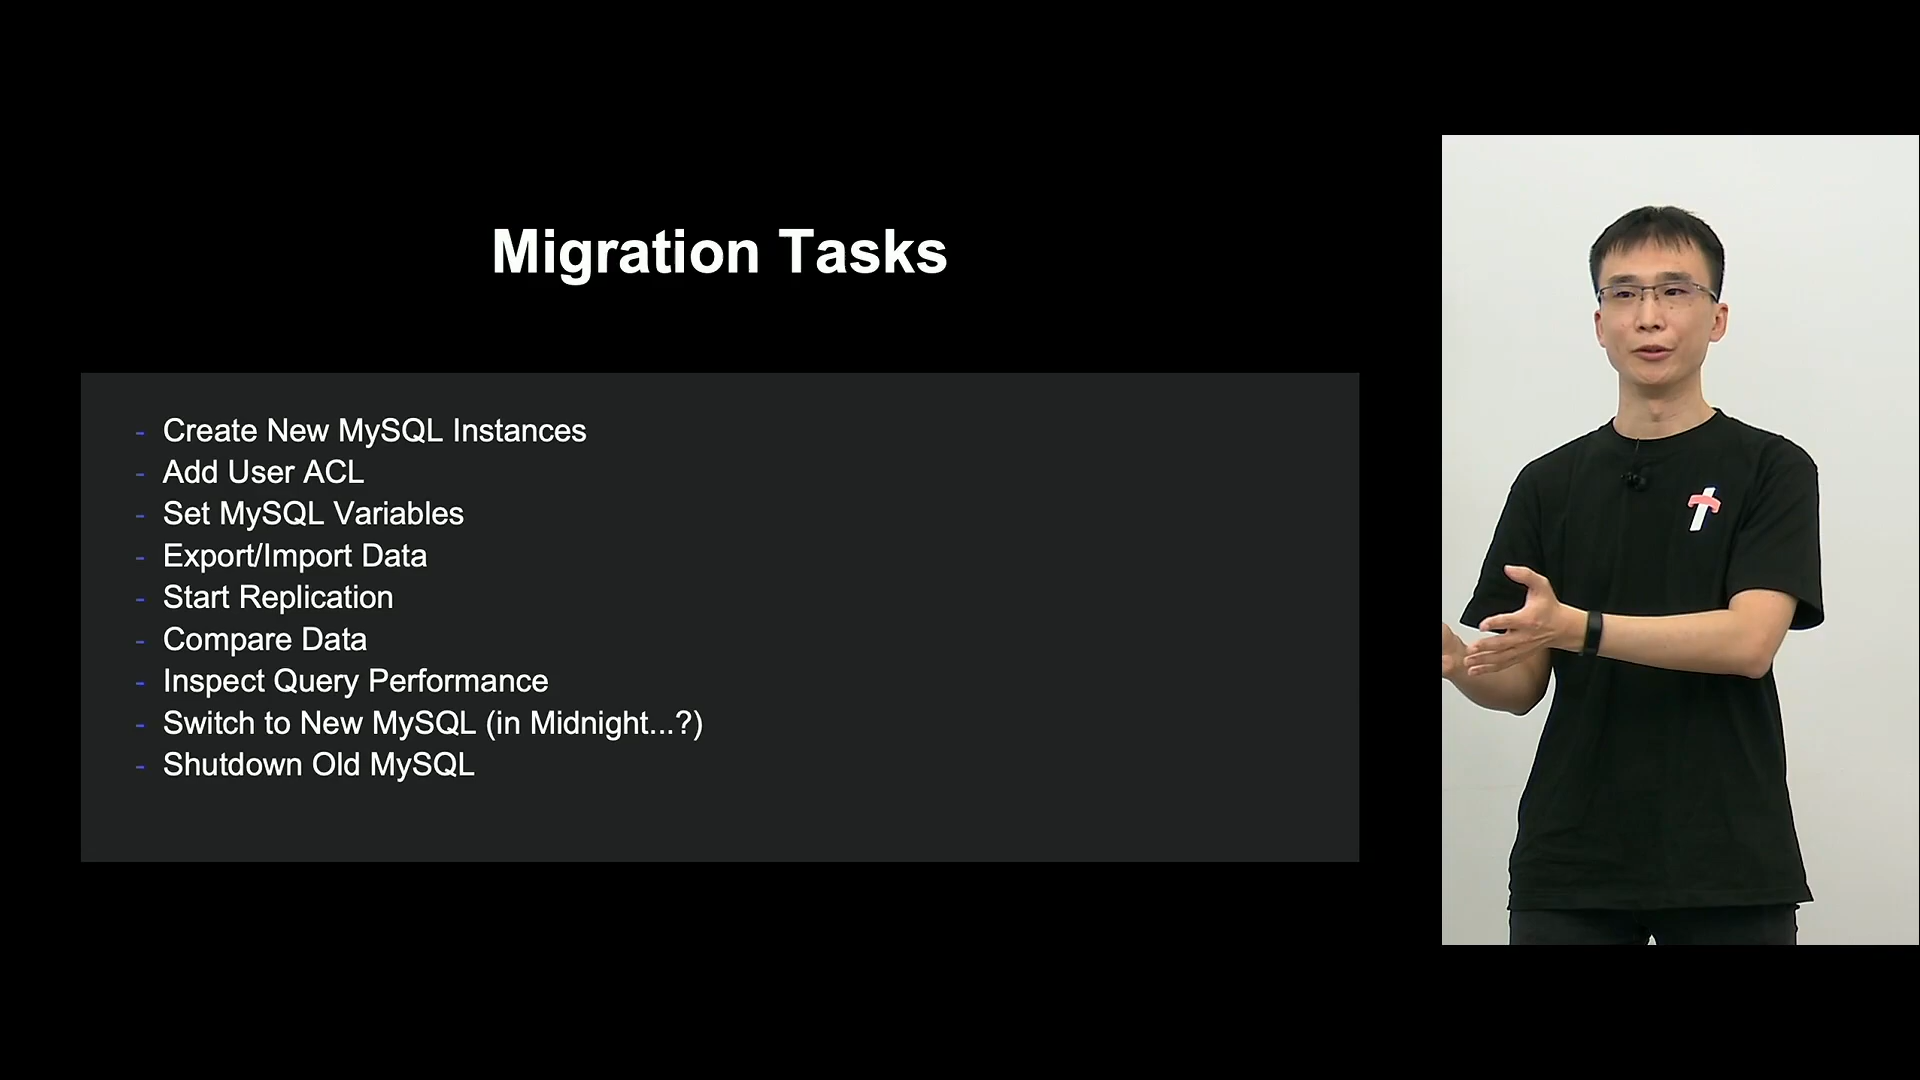 Migration Tasks
- Create New MySQL Instances
- Add User ACL
- Set MySQL Variables
- Export/Import Data
- Start Replication
- Compare Data
- Inspect Query Performance
- Switch to New MySQL (in Midnight...?)
- Shutdown Old MySQL